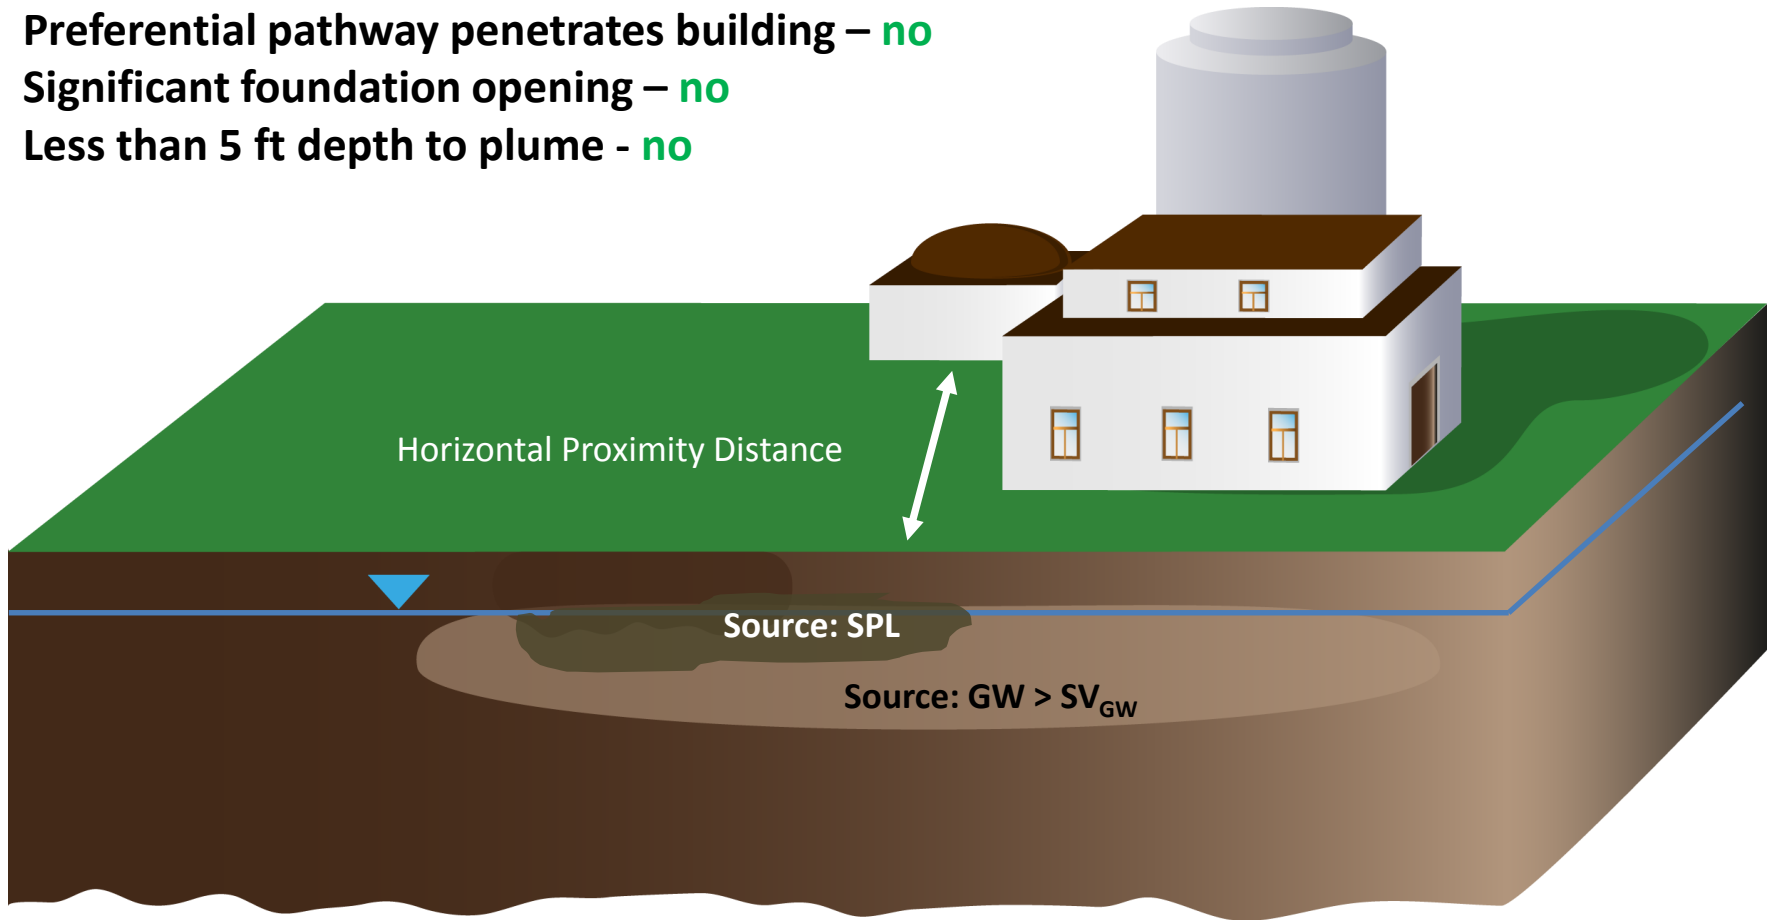 Preferential pathway penetrates building – no
Significant foundation opening – no
Less than 5 ft depth to plume - no
Horizontal Proximity Distance
Source: SPL
Source: GW > SVGW